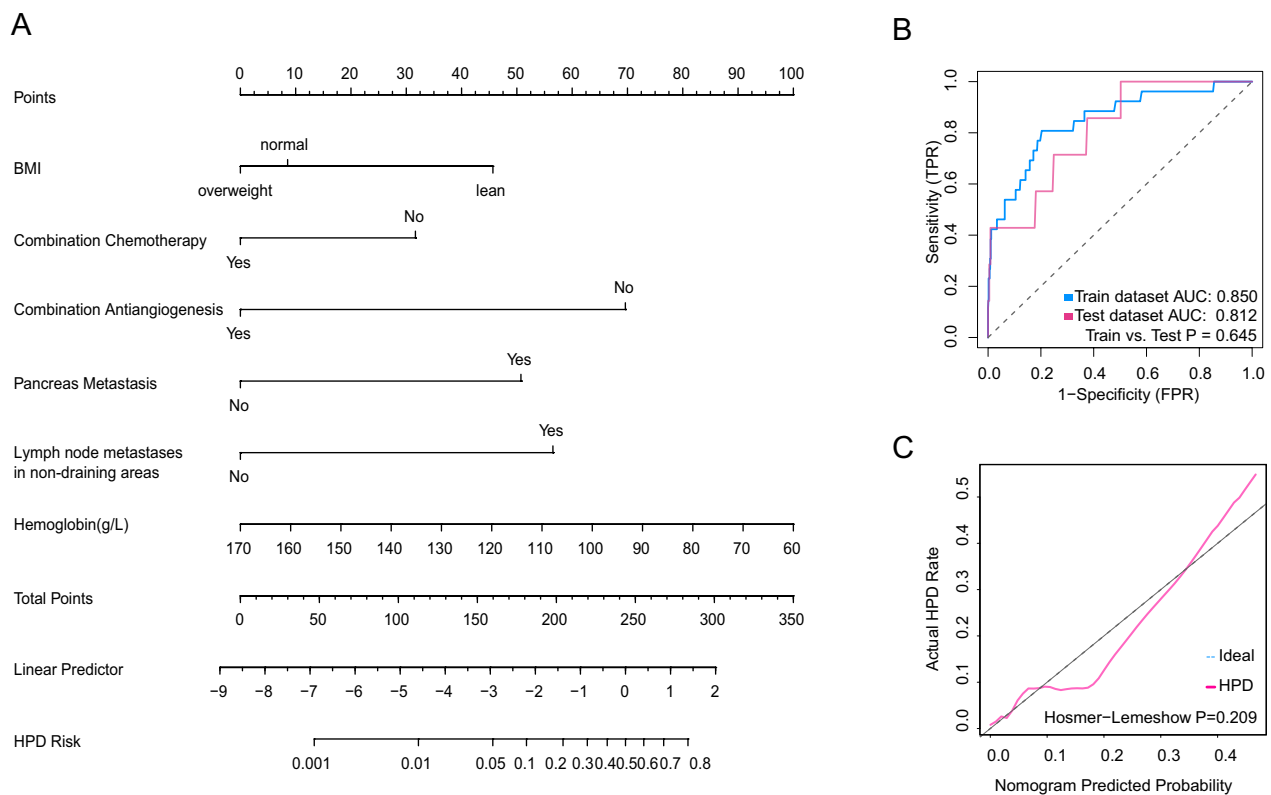 A
0 10 20 30 40 50 60 70 80 90 100
Points
normal
BMI
overweight lean
No
Combination Chemotherapy
Yes
No
Combination Antiangiogenesis
Yes
Yes
Pancreas Metastasis
No
Yes
Lymph node metastases
in non-draining areas
No
Hemoglobin(g/L)
170 160 150 140 130 120 110 100 90 80 70 60
Total Points
0 50 100 150 200 250 300 350
Linear Predictor
−9 −8 −7 −6 −5 −4 −3 −2 −1 0 1 2
HPD Risk
0.001 0.01 0.05 0.1 0.2 0.3 0.4 0.5 0.6 0.7 0.8
B
Sensitivity (TPR)
1.0
0.8
0.6
0.4
0.2
0.0
Train dataset AUC: 0.850
Test dataset AUC: 0.812
Train vs. Test P = 0.645
0.0 0.2 0.4 0.6 0.8 1.0
1−Specificity (FPR)
C
Actual HPD Rate
0.5
0.4
0.3
0.2
0.1
0.0
Ideal
HPD
Hosmer−Lemeshow P=0.209
0.0 0.1 0.2 0.3 0.4
Nomogram Predicted Probability